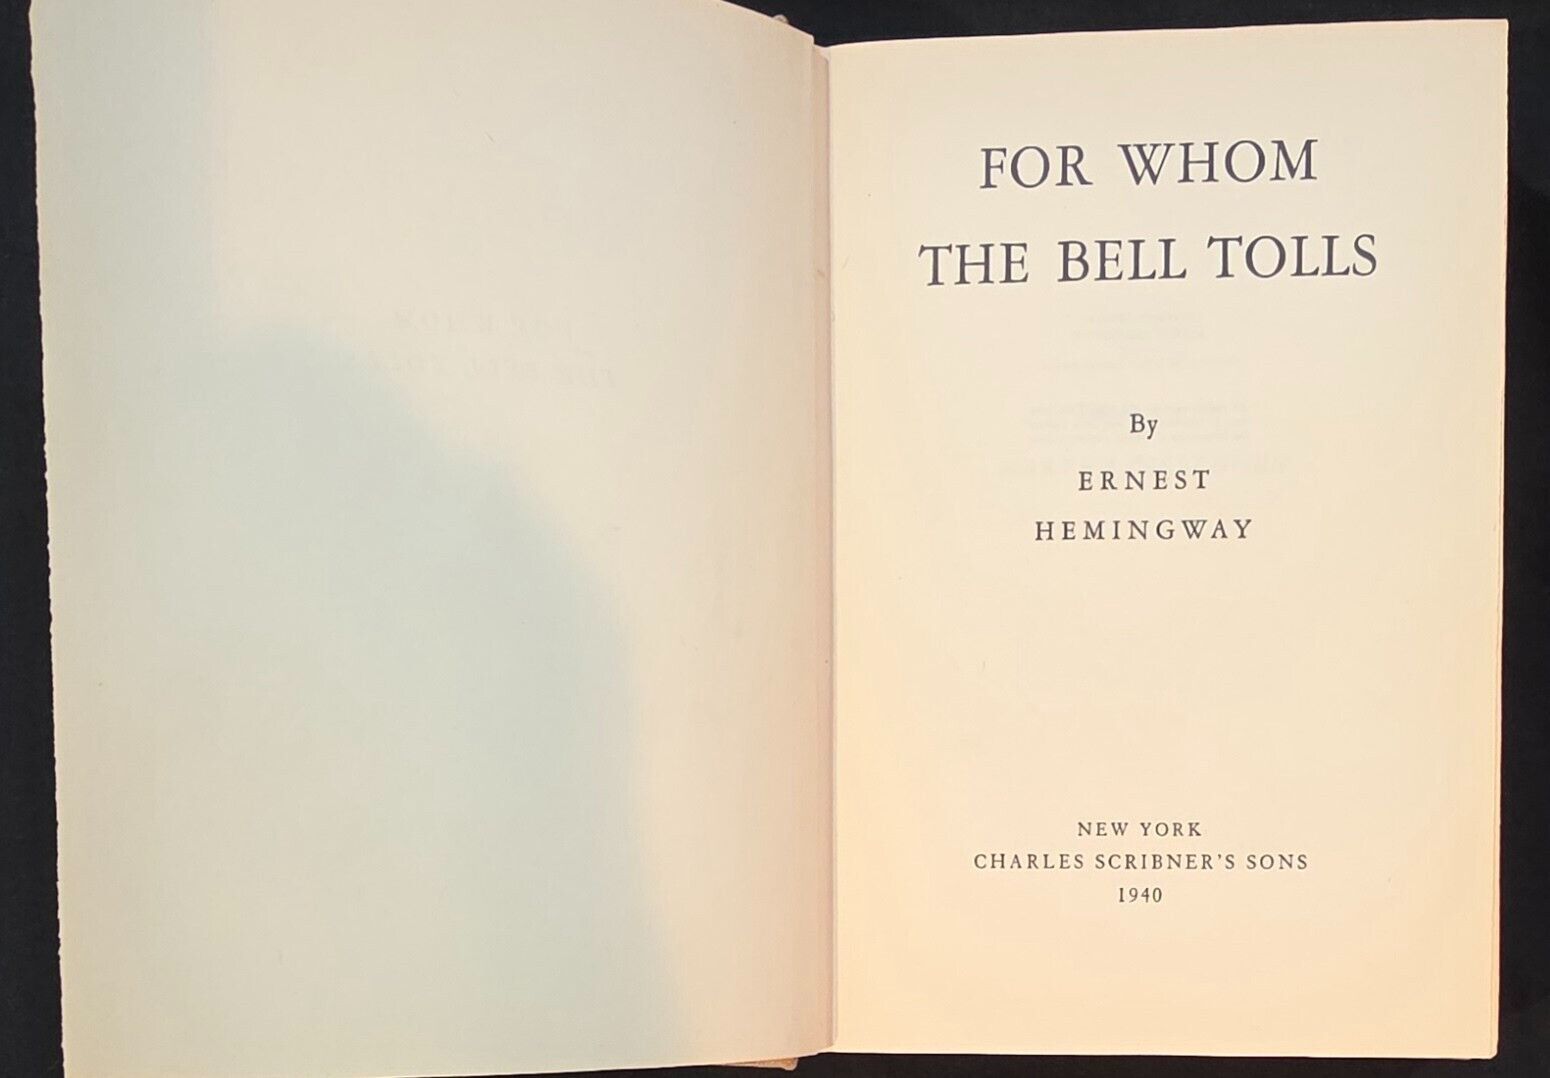 FOR WHOM
THE BELL TOLLS
By
ERNEST
HEMINGWAY
NEW YORK
CHARLES SCRIBNER'S SONS
1940